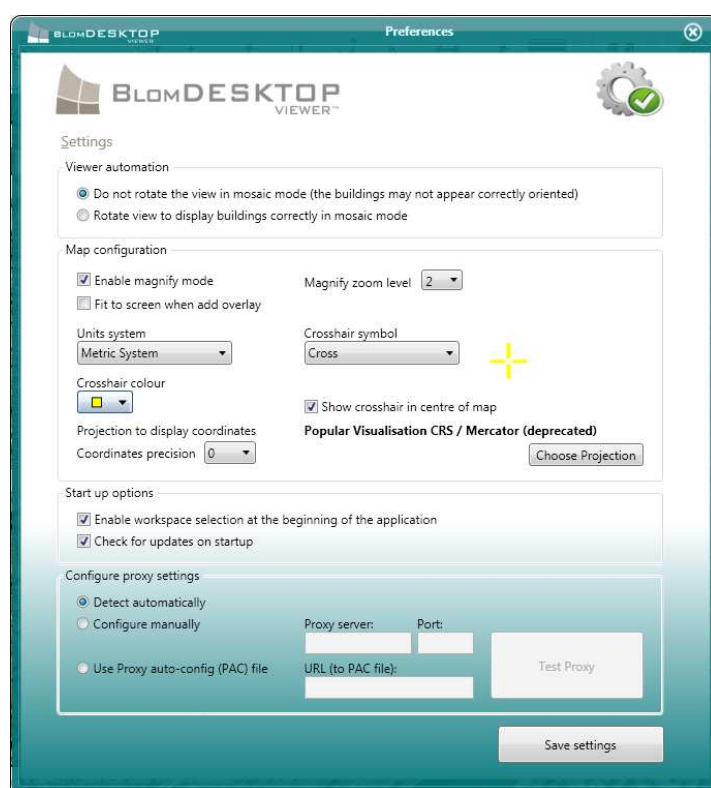 BLOMDESKTOP
VIEWER
Preferences
BLOMDESKTOP
VIEWER™
Settings
Viewer automation
Do not rotate the view in mosaic mode (the buildings may not appear correctly oriented)
Rotate view to display buildings correctly in mosaic mode
Map configuration
Enable magnify mode
Magnify zoom level 2
Fit to screen when add overlay
Units system
Crosshair symbol
Metric System
Cross
Crosshair colour
Show crosshair in centre of map
Projection to display coordinates
Popular Visualisation CRS / Mercator (deprecated)
Coordinates precision 0
Choose Projection
Start up options
Enable workspace selection at the beginning of the application
Check for updates on startup
Configure proxy settings
Detect automatically
Configure manually
Proxy server:
Port:
Use Proxy auto-config (PAC) file
URL (to PAC file):
Test Proxy
Save settings